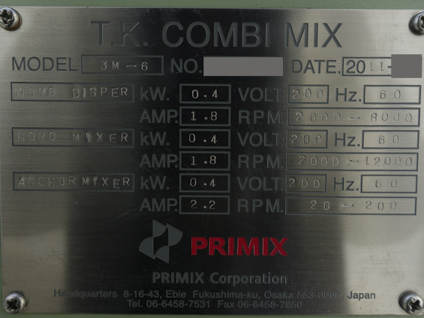 T.K. COMBI MIX
MODEL 3M-6 NO. DATE. 2011-
HOMO DISPER kW. 0.4 VOLT. 200 Hz. 60
AMP. 1.8 RPM. 2000~8000
HOMO MIXER kW. 0.4 VOLT. 200 Hz. 60
AMP. 1.8 RPM. 2000~12000
ANCHOR MIXER kW. 0.4 VOLT. 200 Hz. 60
AMP. 2.2 RPM. 20~200
PRIMIX
PRIMIX Corporation
Headquarters 8-16-43, Ebie Fukushima-ku, Osaka Japan
Tel. 06-6458-7531 Fax. 06-6458-7850